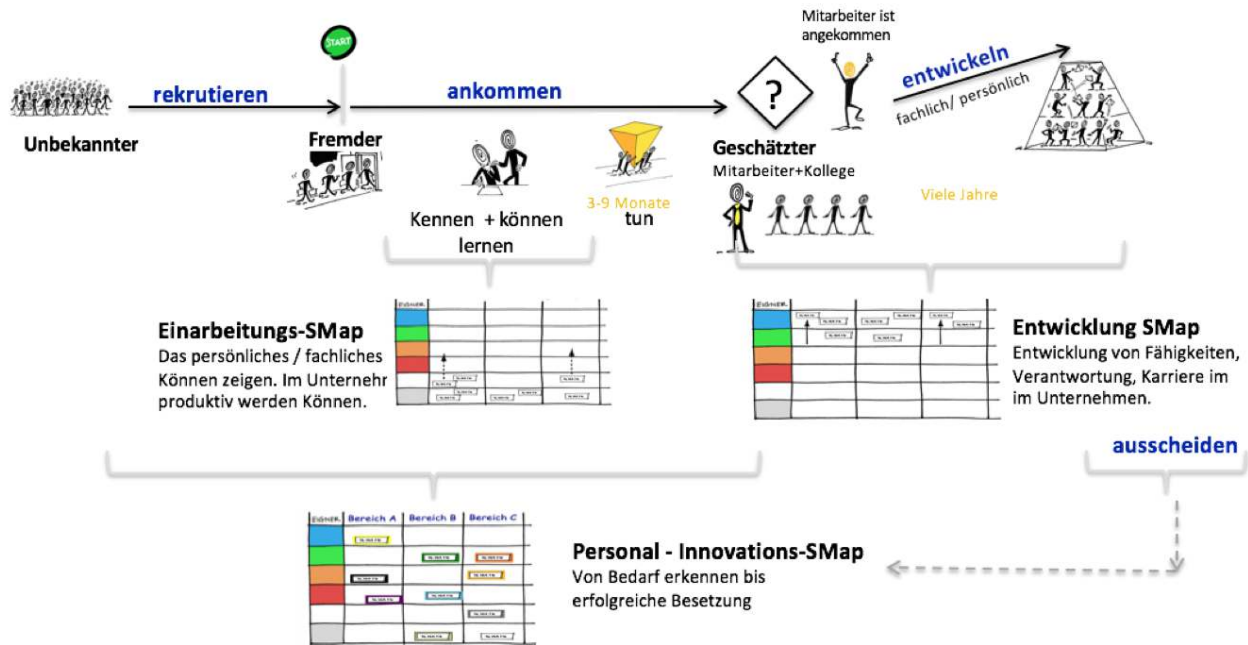 START
Mitarbeiter ist
angekommen
rekrutieren
ankommen
?
entwickeln
fachlich/ persönlich
Unbekannter
Fremder
Geschätzter
Mitarbeiter+Kollege
3-9 Monate
tun
Viele Jahre
Kennen + können
lernen
EIGNER
Einarbeitungs-SMap
Das persönliches / fachliches
Können zeigen. Im Unternehr
produktiv werden Können.
EIGNER
Entwicklung SMap
Entwicklung von Fähigkeiten,
Verantwortung, Karriere im
im Unternehmen.
ausscheiden
EIGNER Bereich A Bereich B Bereich C
Personal - Innovations-SMap
Von Bedarf erkennen bis
erfolgreiche Besetzung